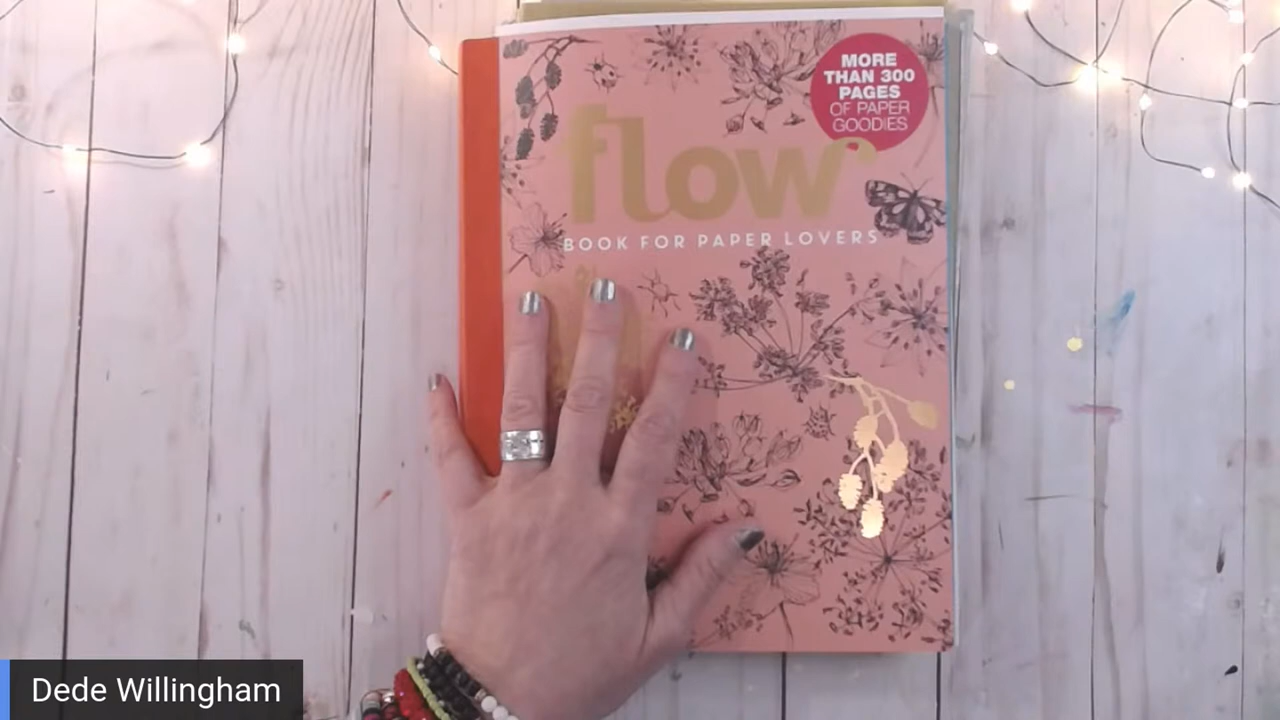 MORE
THAN 300
PAGES
OF PAPER
GOODIES
flow
BOOK FOR PAPER LOVERS
Dede Willingham